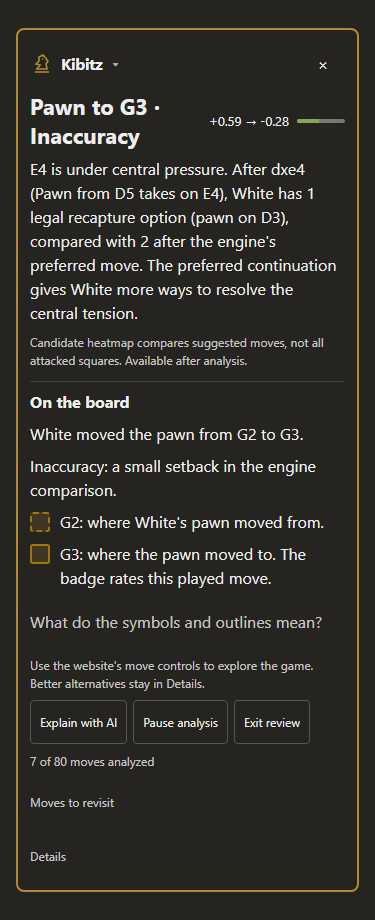 Kibitz
×
Pawn to G3 ·
Inaccuracy
+0.59 → -0.28
E4 is under central pressure. After dxe4
(Pawn from D5 takes on E4), White has 1
legal recapture option (pawn on D3),
compared with 2 after the engine's
preferred move. The preferred continuation
gives White more ways to resolve the
central tension.
Candidate heatmap compares suggested moves, not all
attacked squares. Available after analysis.
On the board
White moved the pawn from G2 to G3.
Inaccuracy: a small setback in the engine
comparison.
G2: where White's pawn moved from.
G3: where the pawn moved to. The
badge rates this played move.
What do the symbols and outlines mean?
Use the website's move controls to explore the game.
Better alternatives stay in Details.
Explain with AI
Pause analysis
Exit review
7 of 80 moves analyzed
Moves to revisit
Details